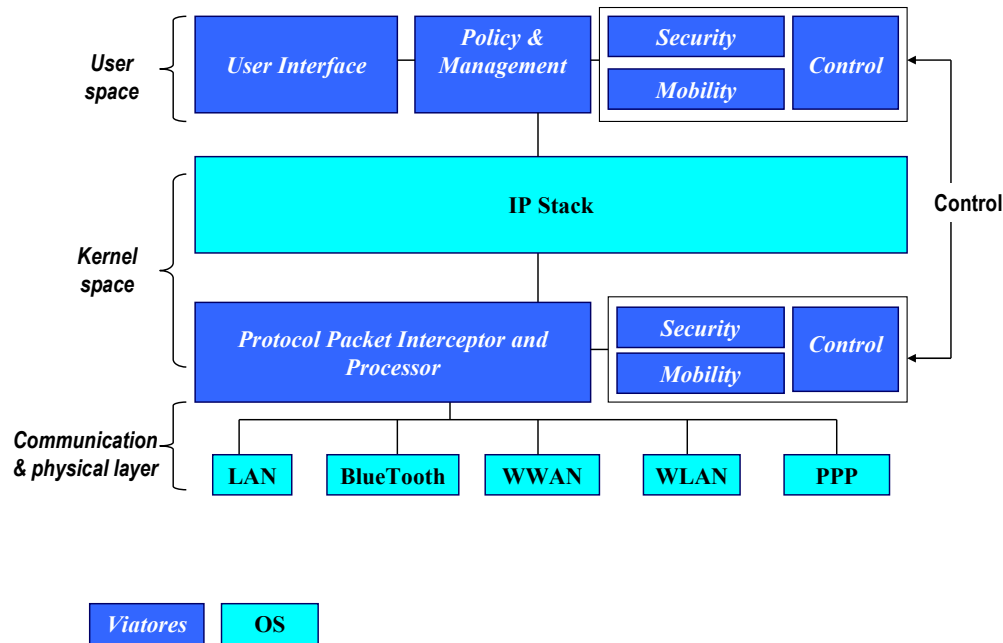 User
space
User Interface
Policy &
Management
Security
Mobility
Control
IP Stack
Control
Kernel
space
Protocol Packet Interceptor and
Processor
Security
Mobility
Control
Communication
& physical layer
LAN
BlueTooth
WWAN
WLAN
PPP
Viatores
OS